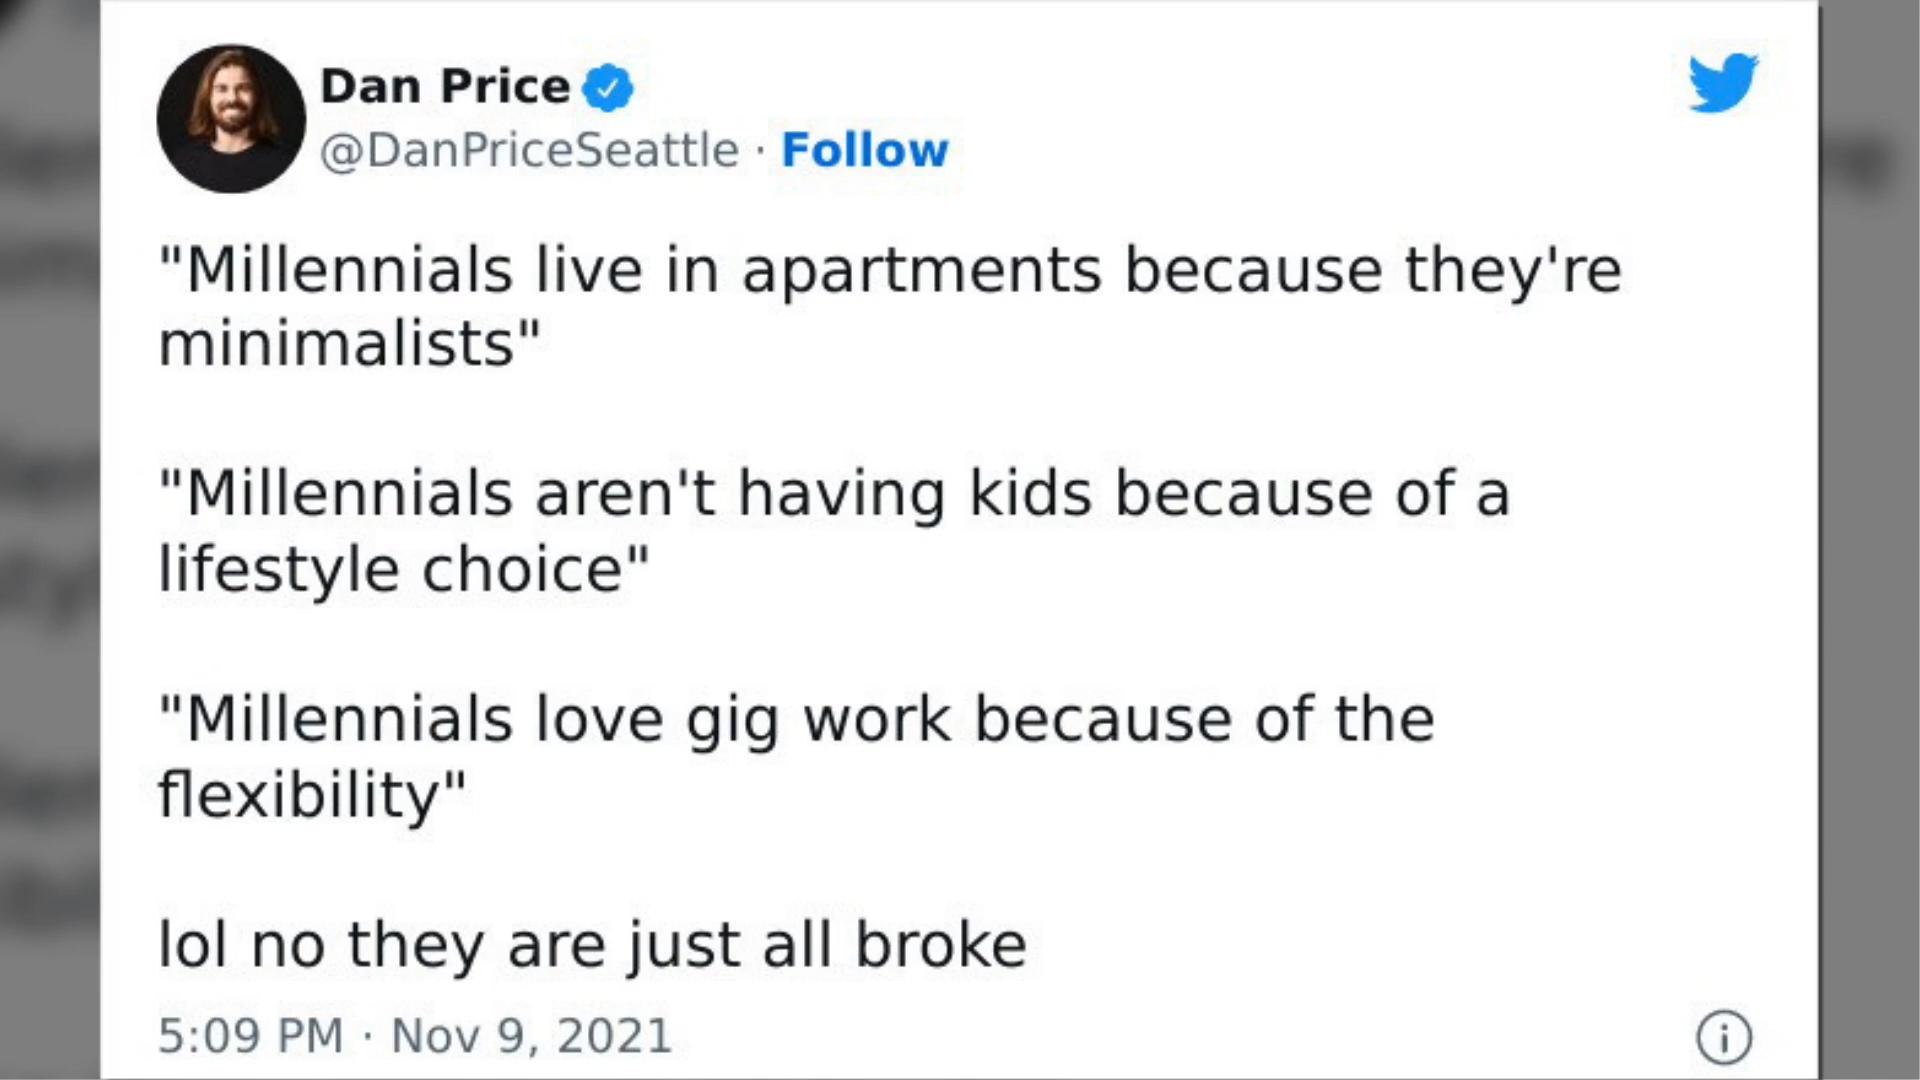 Dan Price
@DanPriceSeattle · Follow
"Millennials live in apartments because they're
minimalists"
"Millennials aren't having kids because of a
lifestyle choice"
"Millennials love gig work because of the
flexibility"
lol no they are just all broke
5:09 PM · Nov 9, 2021